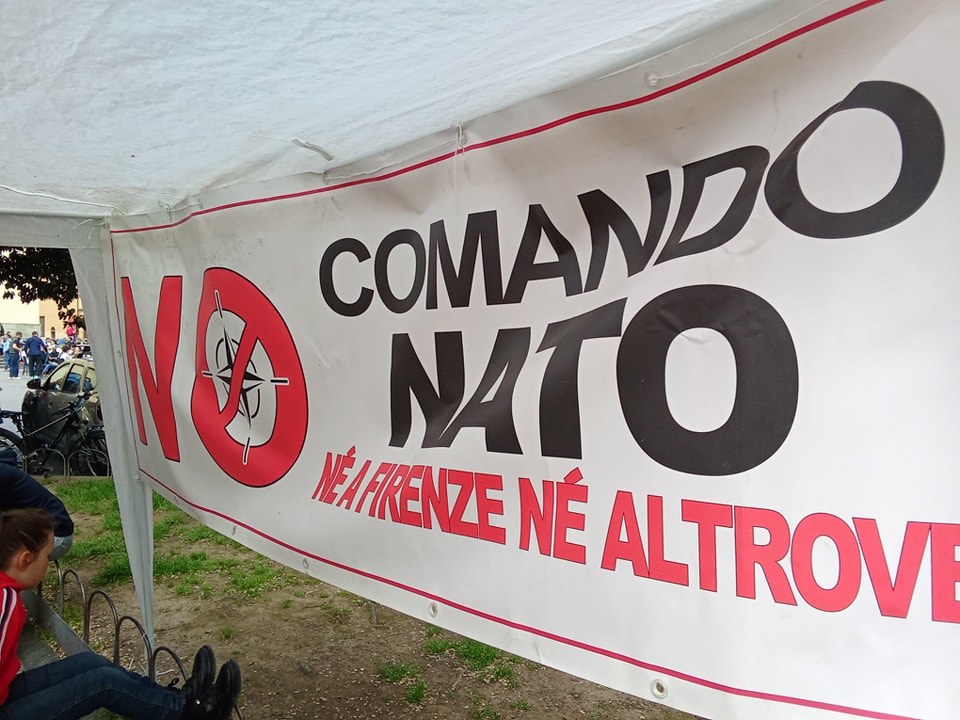 NO COMANDO
NATO
NÉ A FIRENZE NÉ ALTROVE